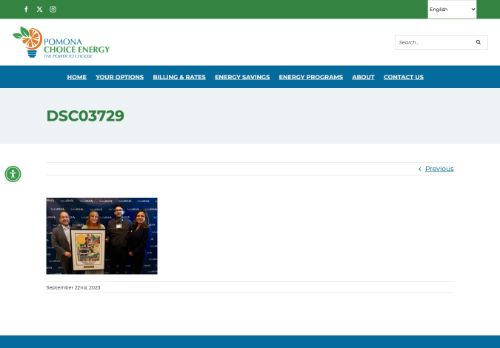 English
POMONA
CHOICE ENERGY
THE POWER TO CHOOSE
Search...
HOME YOUR OPTIONS BILLING & RATES ENERGY SAVINGS ENERGY PROGRAMS ABOUT CONTACT US
DSC03729
Previous
September 22nd, 2023